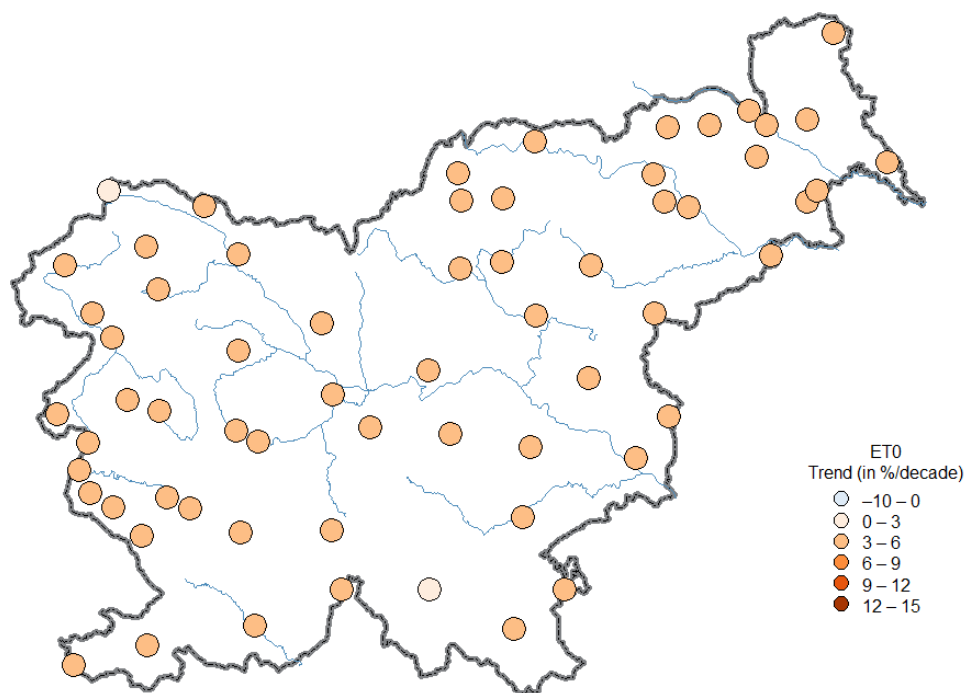 ET0
Trend (in %/decade)
–10 – 0
0 – 3
3 – 6
6 – 9
9 – 12
12 – 15